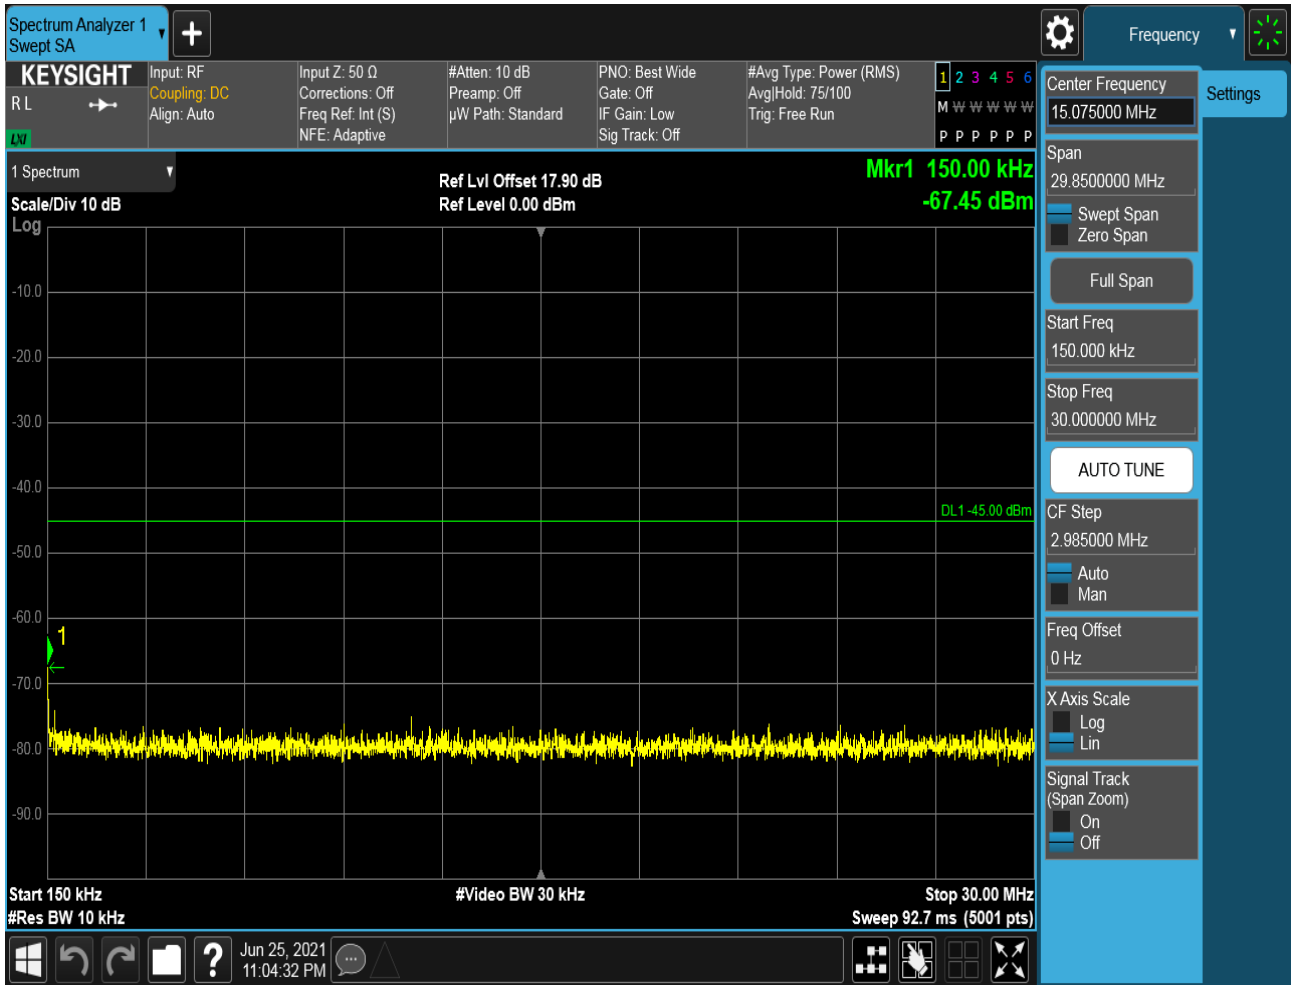 Spectrum Analyzer 1
Swept SA
Frequency
KEYSIGHT
R L
LXI
Input: RF
Coupling: DC
Align: Auto
Input Z: 50 Ω
Corrections: Off
Freq Ref: Int (S)
NFE: Adaptive
#Atten: 10 dB
Preamp: Off
µW Path: Standard
PNO: Best Wide
Gate: Off
IF Gain: Low
Sig Track: Off
#Avg Type: Power (RMS)
Avg|Hold: 75/100
Trig: Free Run
1 2 3 4 5 6
M W W W W W
P P P P P P
1 Spectrum
Scale/Div 10 dB
Log
Ref Lvl Offset 17.90 dB
Ref Level 0.00 dBm
Mkr1 150.00 kHz
-67.45 dBm
-10.0
-20.0
-30.0
-40.0
DL1 -45.00 dBm
-50.0
-60.0
1
-70.0
-80.0
-90.0
Start 150 kHz
#Video BW 30 kHz
Stop 30.00 MHz
#Res BW 10 kHz
Sweep 92.7 ms (5001 pts)
Jun 25, 2021
11:04:32 PM
Center Frequency
15.075000 MHz
Settings
Span
29.8500000 MHz
Swept Span
Zero Span
Full Span
Start Freq
150.000 kHz
Stop Freq
30.000000 MHz
AUTO TUNE
CF Step
2.985000 MHz
Auto
Man
Freq Offset
0 Hz
X Axis Scale
Log
Lin
Signal Track
(Span Zoom)
On
Off